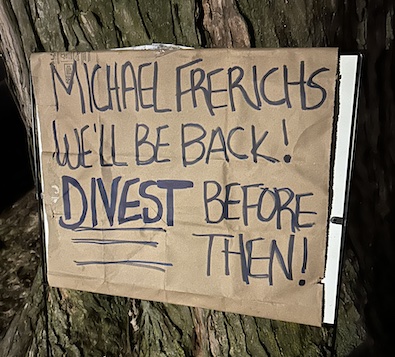 MICHAEL FRERICHS
WE'LL BE BACK!
DIVEST BEFORE
THEN!